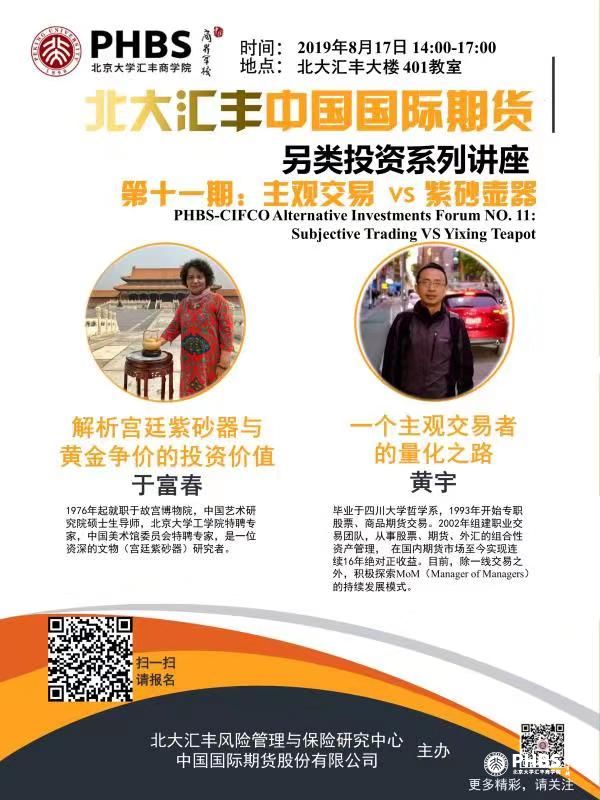 PHBS
北京大学汇丰商学院
商界军校
PEKING UNIVERSITY
1898
时间： 2019年8月17日 14:00-17:00
地点： 北大汇丰大楼 401教室
北大汇丰中国国际期货
另类投资系列讲座
第十一期：主观交易 VS 紫砂壶器
PHBS-CIFCO Alternative Investments Forum NO. 11:
Subjective Trading VS Yixing Teapot
解析宫廷紫砂器与
黄金争价的投资价值
于富春
1976年起就职于故宫博物院，中国艺术研
究院硕士生导师，北京大学工学院特聘专
家，中国美术馆委员会特聘专家，是一位
资深的文物（宫廷紫砂器）研究者。
一个主观交易者
的量化之路
黄宇
毕业于四川大学哲学系，1993年开始专职
股票、商品期货交易。2002年组建职业交
易团队，从事股票、期货、外汇的组合性
资产管理， 在国内期货市场至今实现连
续16年绝对正收益。目前，除一线交易之
外，积极探索MoM（Manager of Managers）
的持续发展模式。
扫一扫
请报名
北大汇丰风险管理与保险研究中心
中国国际期货股份有限公司
主办
PHBS
北京大学汇丰商学院
更多精彩，请关注